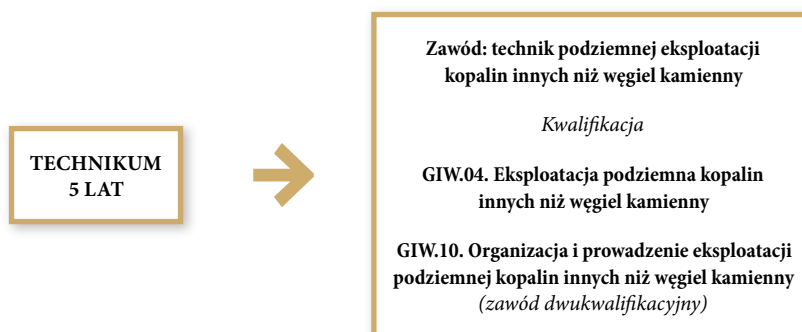 TECHNIKUM
5 LAT
Zawód: technik podziemnej eksploatacji
kopalin innych niż węgiel kamienny
Kwalifikacja
GIW.04. Eksploatacja podziemna kopalin
innych niż węgiel kamienny
GIW.10. Organizacja i prowadzenie eksploatacji
podziemnej kopalin innych niż węgiel kamienny
(zawód dwukwalifikacyjny)